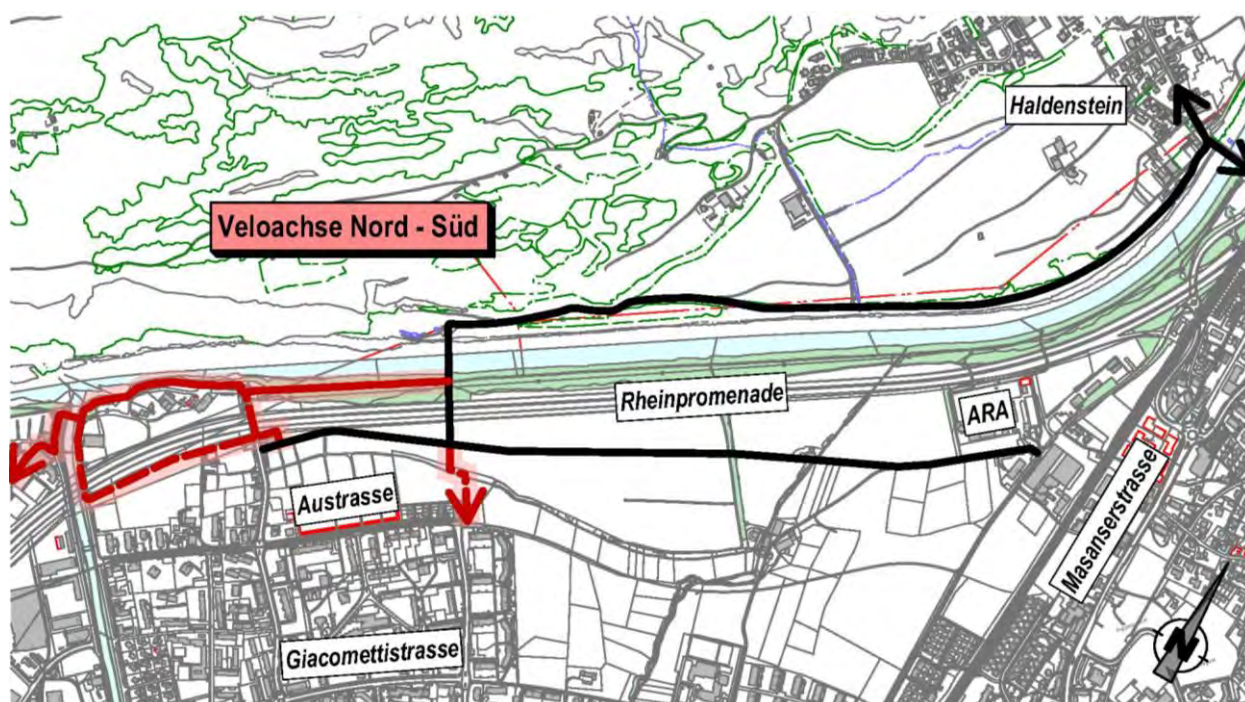 Haldenstein
Veloachse Nord - Süd
Rheinpromenade
ARA
Austrasse
Masanserstrasse
Giacomettistrasse
N